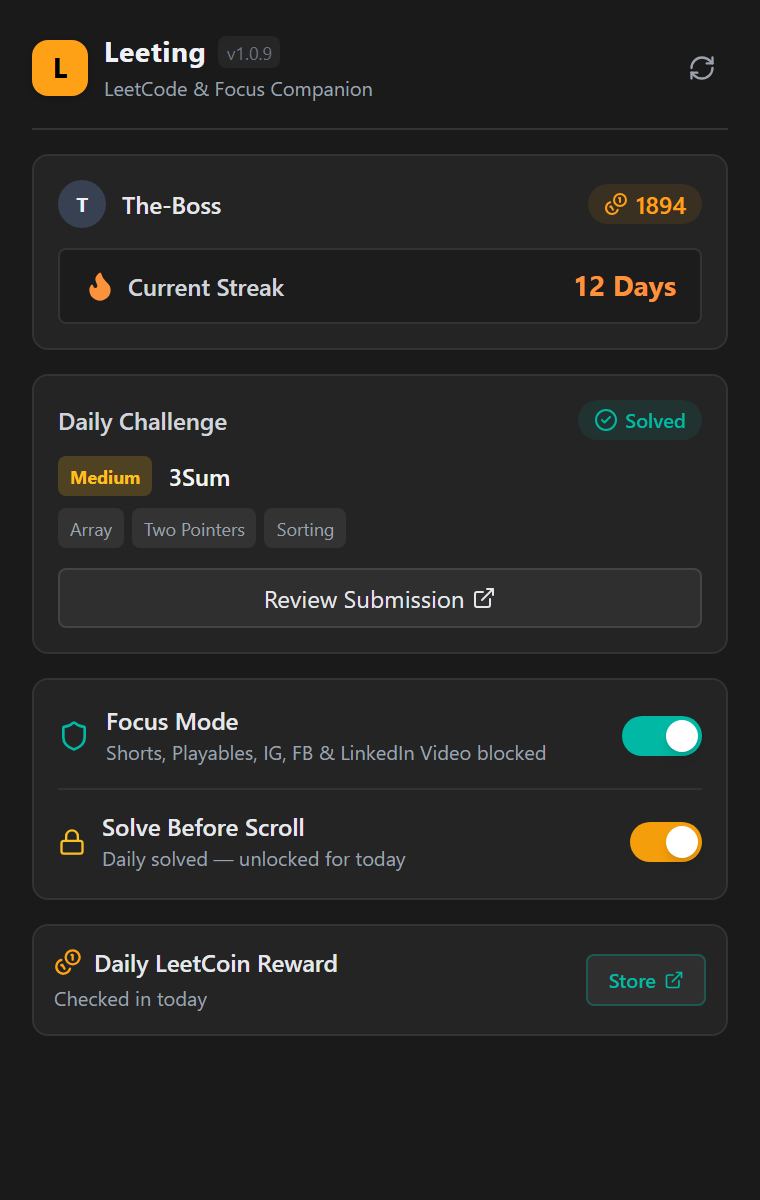 L
Leeting v1.0.9
LeetCode & Focus Companion
T The-Boss 1894
Current Streak 12 Days
Daily Challenge Solved
Medium 3Sum
Array Two Pointers Sorting
Review Submission
Focus Mode
Shorts, Playables, IG, FB & LinkedIn Video blocked
Solve Before Scroll
Daily solved — unlocked for today
Daily LeetCoin Reward
Checked in today
Store